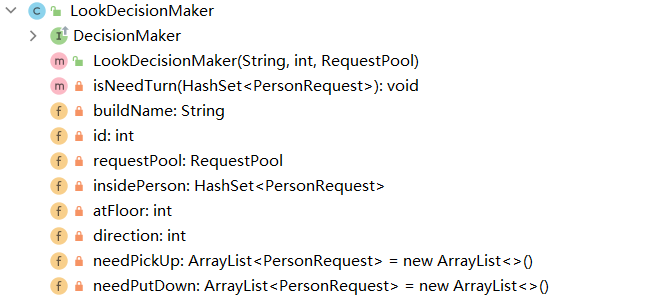 LookDecisionMaker
DecisionMaker
LookDecisionMaker(String, int, RequestPool)
isNeedTurn(HashSet<PersonRequest>): void
buildName: String
id: int
requestPool: RequestPool
insidePerson: HashSet<PersonRequest>
atFloor: int
direction: int
needPickUp: ArrayList<PersonRequest> = new ArrayList<>()
needPutDown: ArrayList<PersonRequest> = new ArrayList<>()